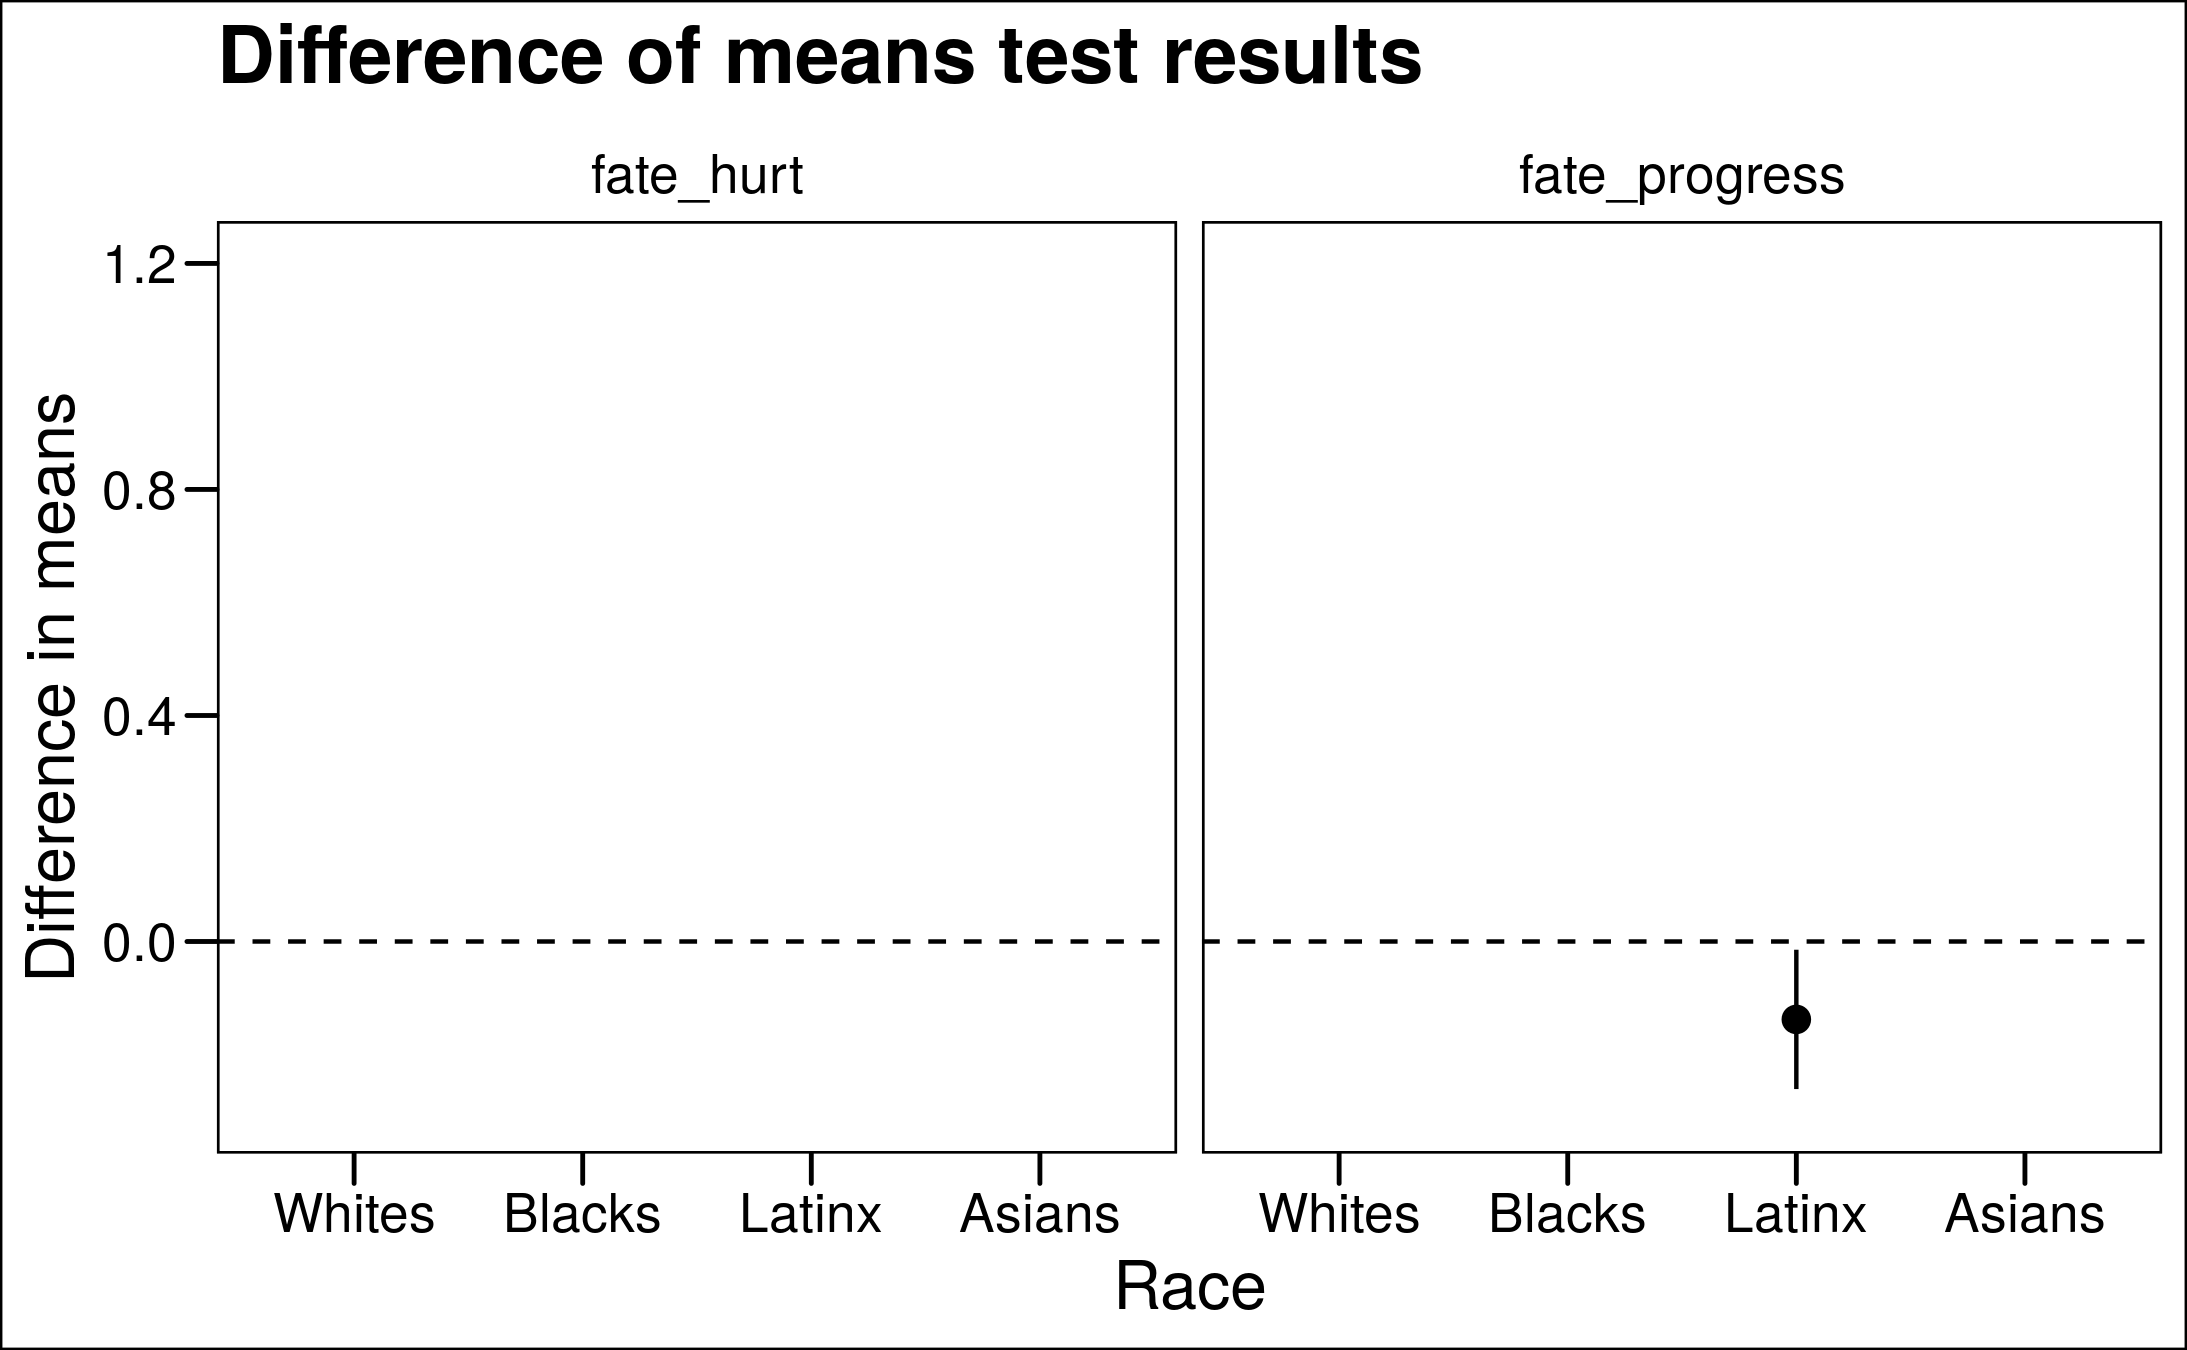 Difference of means test results
fate_hurt
fate_progress
Difference in means
1.2
0.8
0.4
0.0
Whites Blacks Latinx Asians
Whites Blacks Latinx Asians
Race